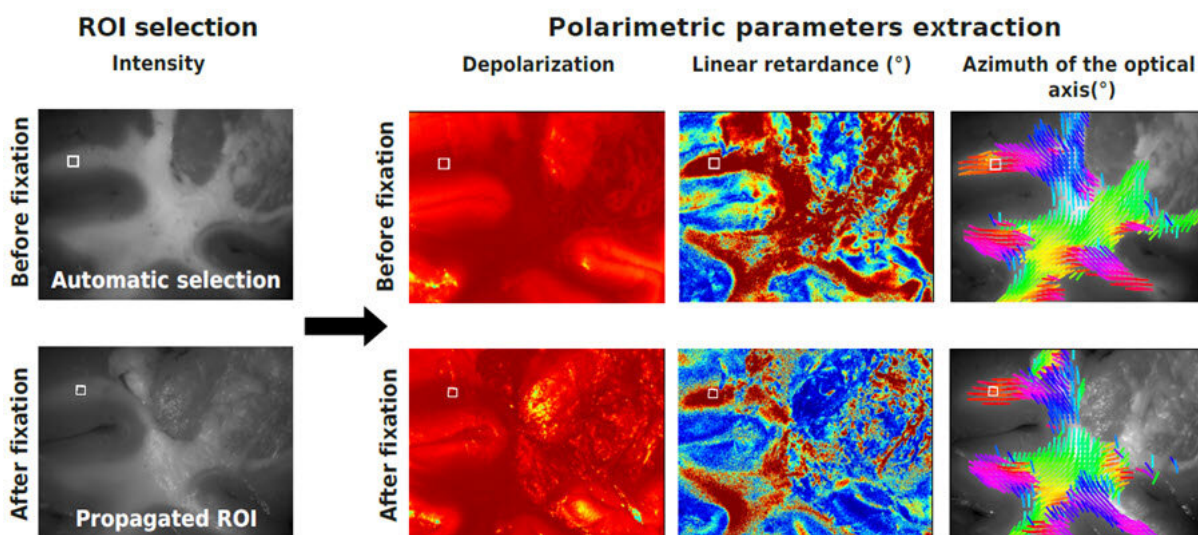 ROI selection
Polarimetric parameters extraction
Intensity
Depolarization
Linear retardance (°)
Azimuth of the optical
axis(°)
Before fixation
Automatic selection
Before fixation
After fixation
Propagated ROI
After fixation